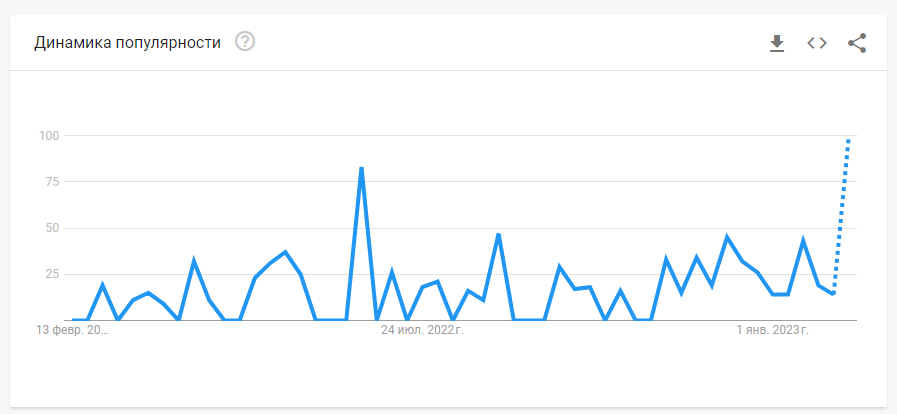 Динамика популярности
100
75
50
25
13 февр. 20...
24 июл. 2022 г.
1 янв. 2023 г.